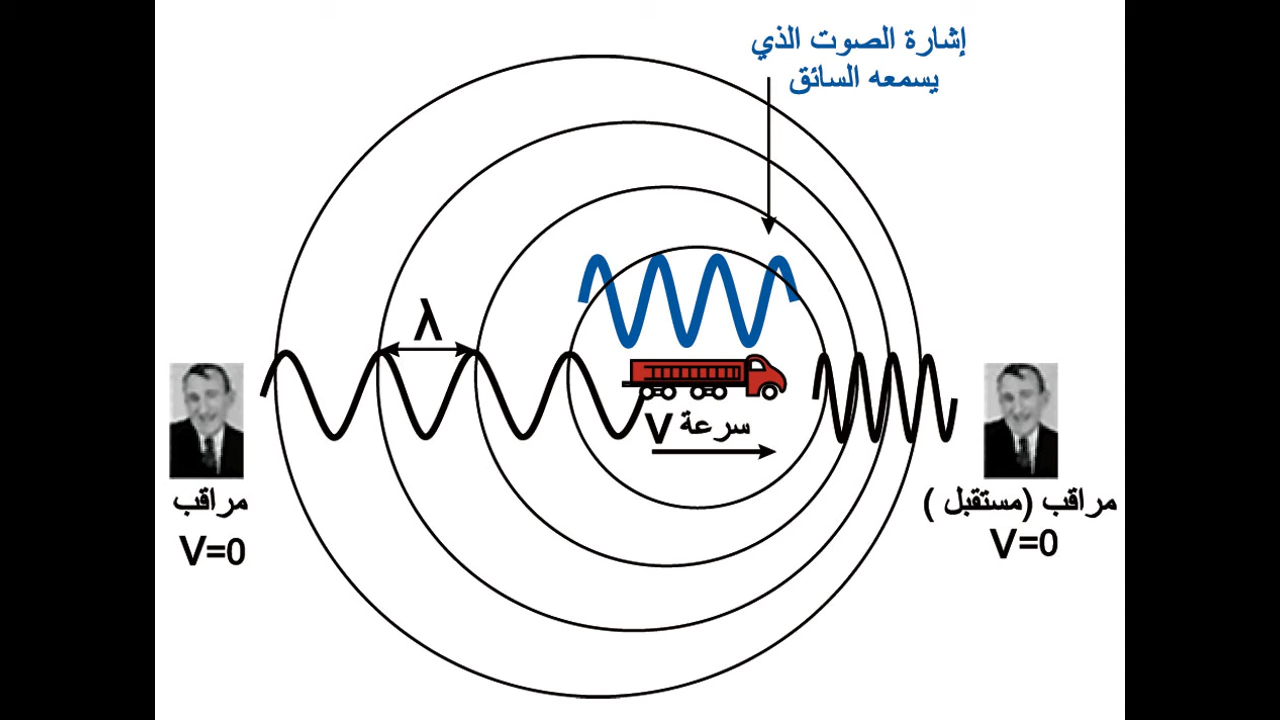 إشارة الصوت الذي
يسمعه السائق
λ
سرعة V
مراقب
V=0
مراقب (مستقبل )
V=0